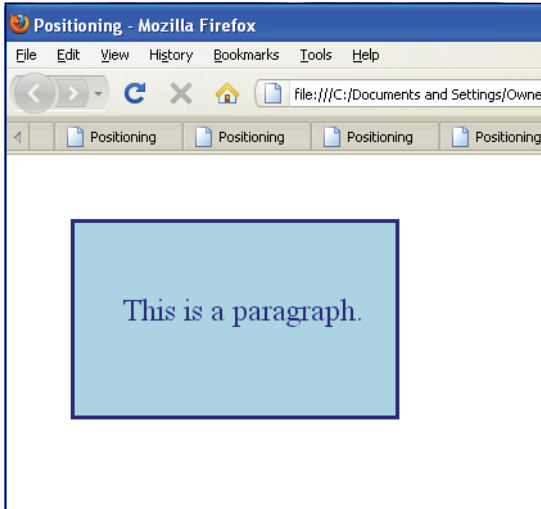 Positioning - Mozilla Firefox
File Edit View History Bookmarks Tools Help
file:///C:/Documents and Settings/Owne
Positioning Positioning Positioning Positioning
This is a paragraph.